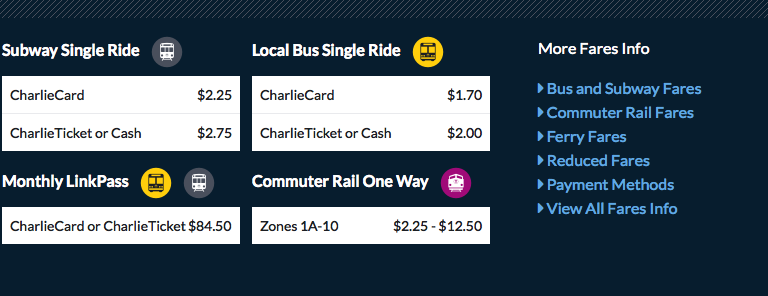 Subway Single Ride
CharlieCard $2.25
CharlieTicket or Cash $2.75
Local Bus Single Ride
CharlieCard $1.70
CharlieTicket or Cash $2.00
Monthly LinkPass
CharlieCard or CharlieTicket $84.50
Commuter Rail One Way
Zones 1A-10 $2.25 - $12.50
More Fares Info
Bus and Subway Fares
Commuter Rail Fares
Ferry Fares
Reduced Fares
Payment Methods
View All Fares Info